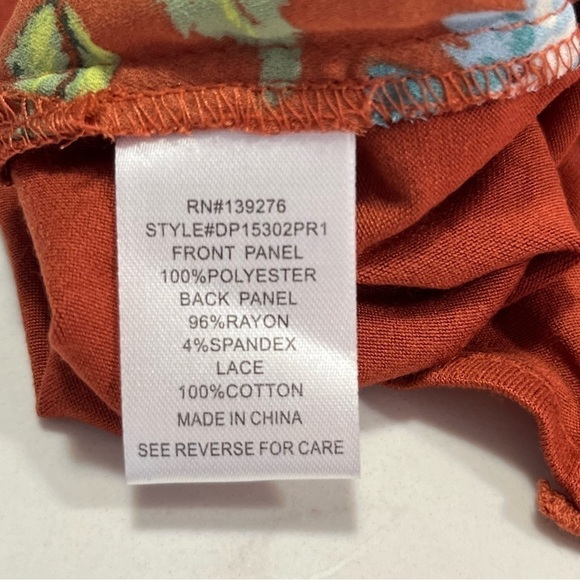 RN#139276
STYLE#DP15302PR1
FRONT PANEL
100%POLYESTER
BACK PANEL
96%RAYON
4%SPANDEX
LACE
100%COTTON
MADE IN CHINA
SEE REVERSE FOR CARE